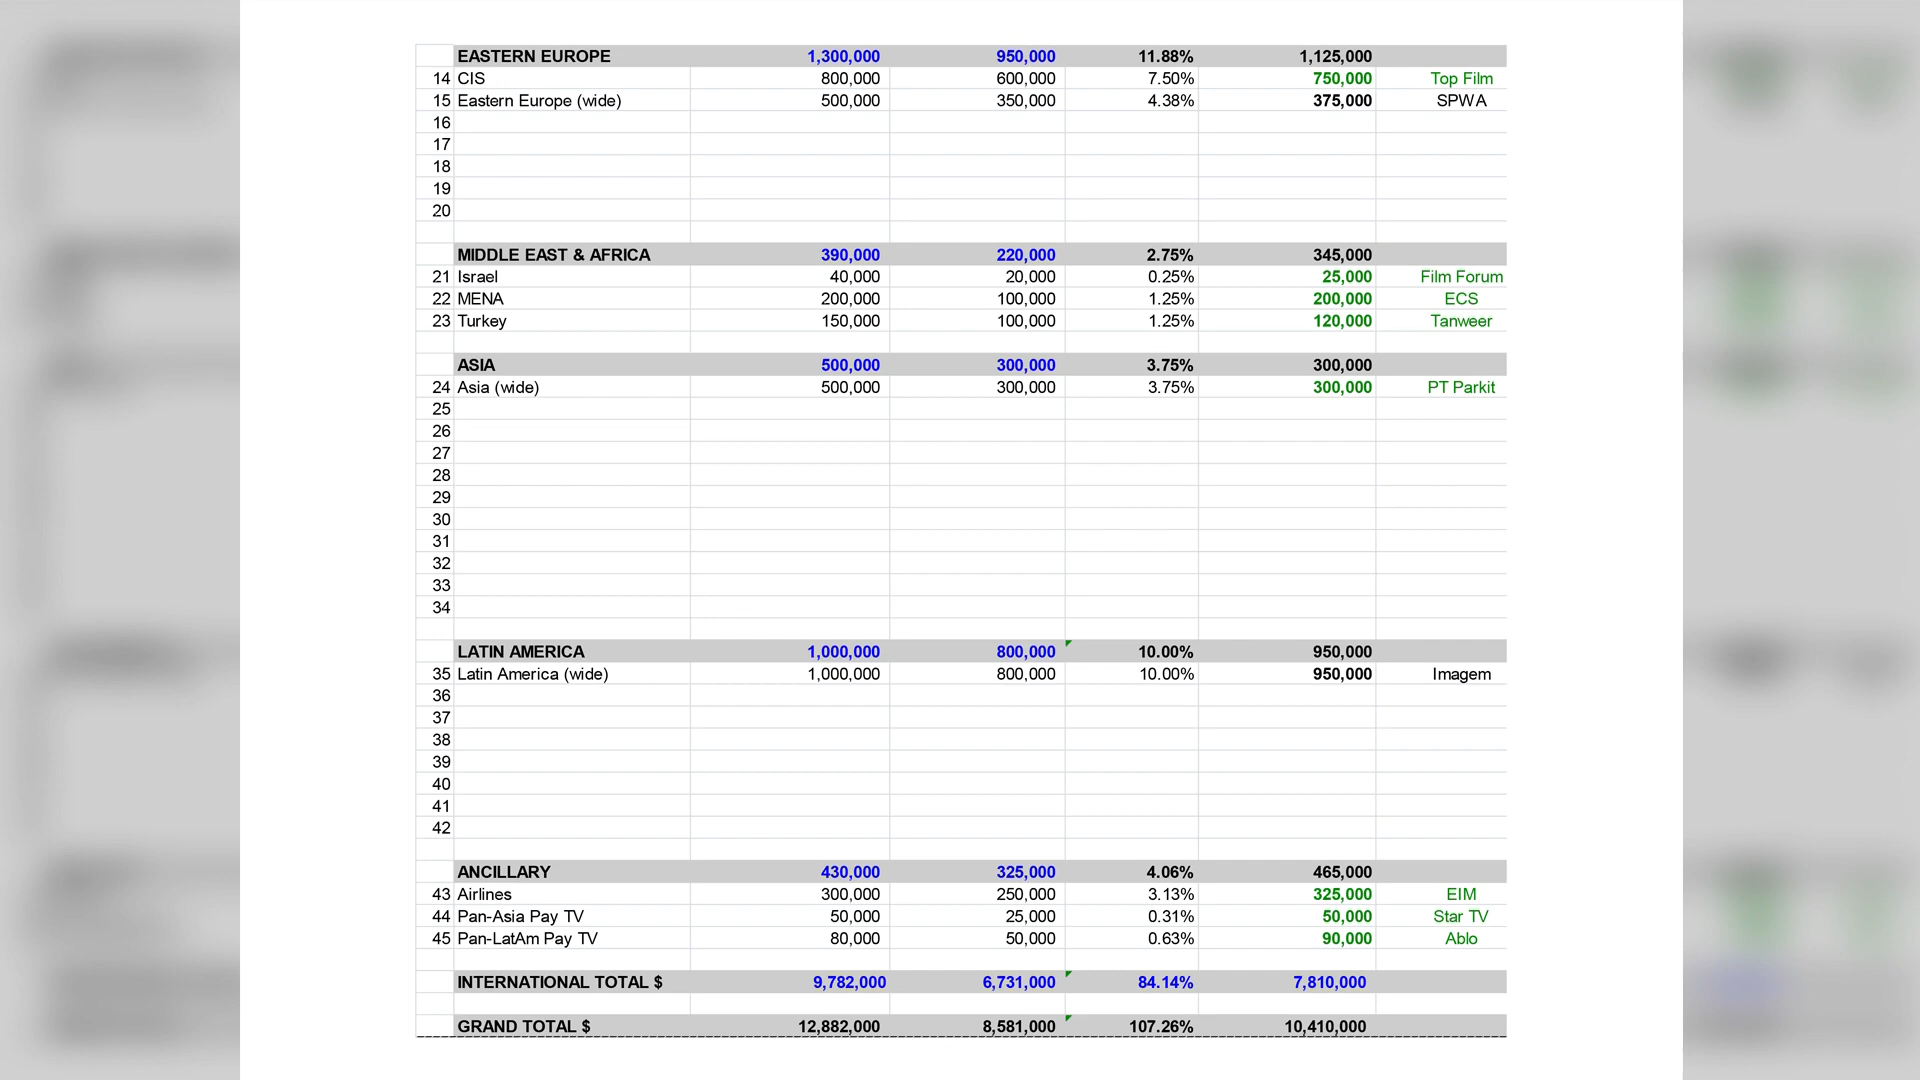 EASTERN EUROPE 1,300,000 950,000 11.88% 1,125,000
14 CIS 800,000 600,000 7.50% 750,000 Top Film
15 Eastern Europe (wide) 500,000 350,000 4.38% 375,000 SPWA
16
17
18
19
20
MIDDLE EAST & AFRICA 390,000 220,000 2.75% 345,000
21 Israel 40,000 20,000 0.25% 25,000 Film Forum
22 MENA 200,000 100,000 1.25% 200,000 ECS
23 Turkey 150,000 100,000 1.25% 120,000 Tanweer
ASIA 500,000 300,000 3.75% 300,000
24 Asia (wide) 500,000 300,000 3.75% 300,000 PT Parkit
25
26
27
28
29
30
31
32
33
34
LATIN AMERICA 1,000,000 800,000 10.00% 950,000
35 Latin America (wide) 1,000,000 800,000 10.00% 950,000 Imagem
36
37
38
39
40
41
42
ANCILLARY 430,000 325,000 4.06% 465,000
43 Airlines 300,000 250,000 3.13% 325,000 EIM
44 Pan-Asia Pay TV 50,000 25,000 0.31% 50,000 Star TV
45 Pan-LatAm Pay TV 80,000 50,000 0.63% 90,000 Ablo
INTERNATIONAL TOTAL $ 9,782,000 6,731,000 84.14% 7,810,000
GRAND TOTAL $ 12,882,000 8,581,000 107.26% 10,410,000